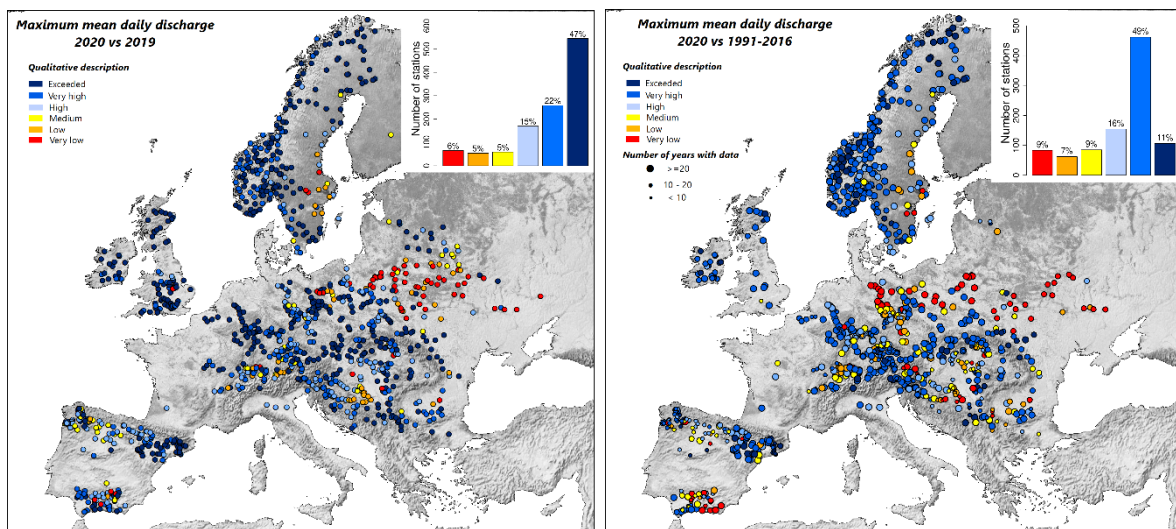 Maximum mean daily discharge
2020 vs 2019
Qualitative description
Exceeded
Very high
High
Medium
Low
Very low
Number of stations
0 100 200 300 400 500 600
6%
5%
5%
22%
47%
Maximum mean daily discharge
2020 vs 1991-2016
Qualitative description
Exceeded
Very high
High
Medium
Low
Very low
Number of years with data
>=20
10 - 20
< 10
Number of stations
0 100 200 300 400 500
9%
7%
9%
16%
49%
11%